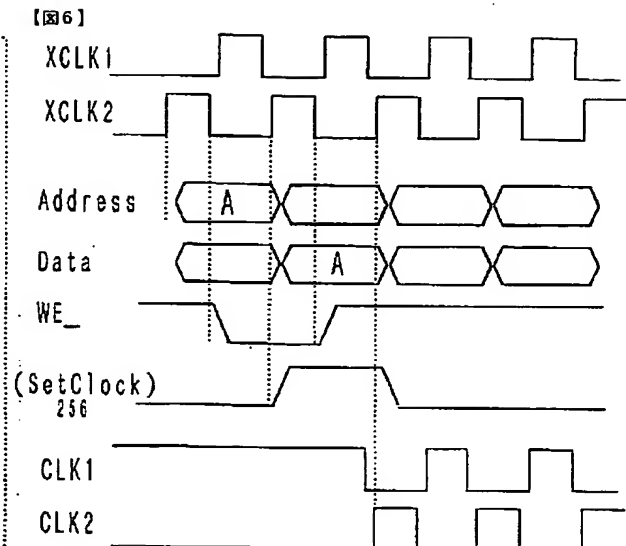 【図6】
XCLK1
XCLK2
Address A
Data A
WE_
(SetClock)
256
CLK1
CLK2